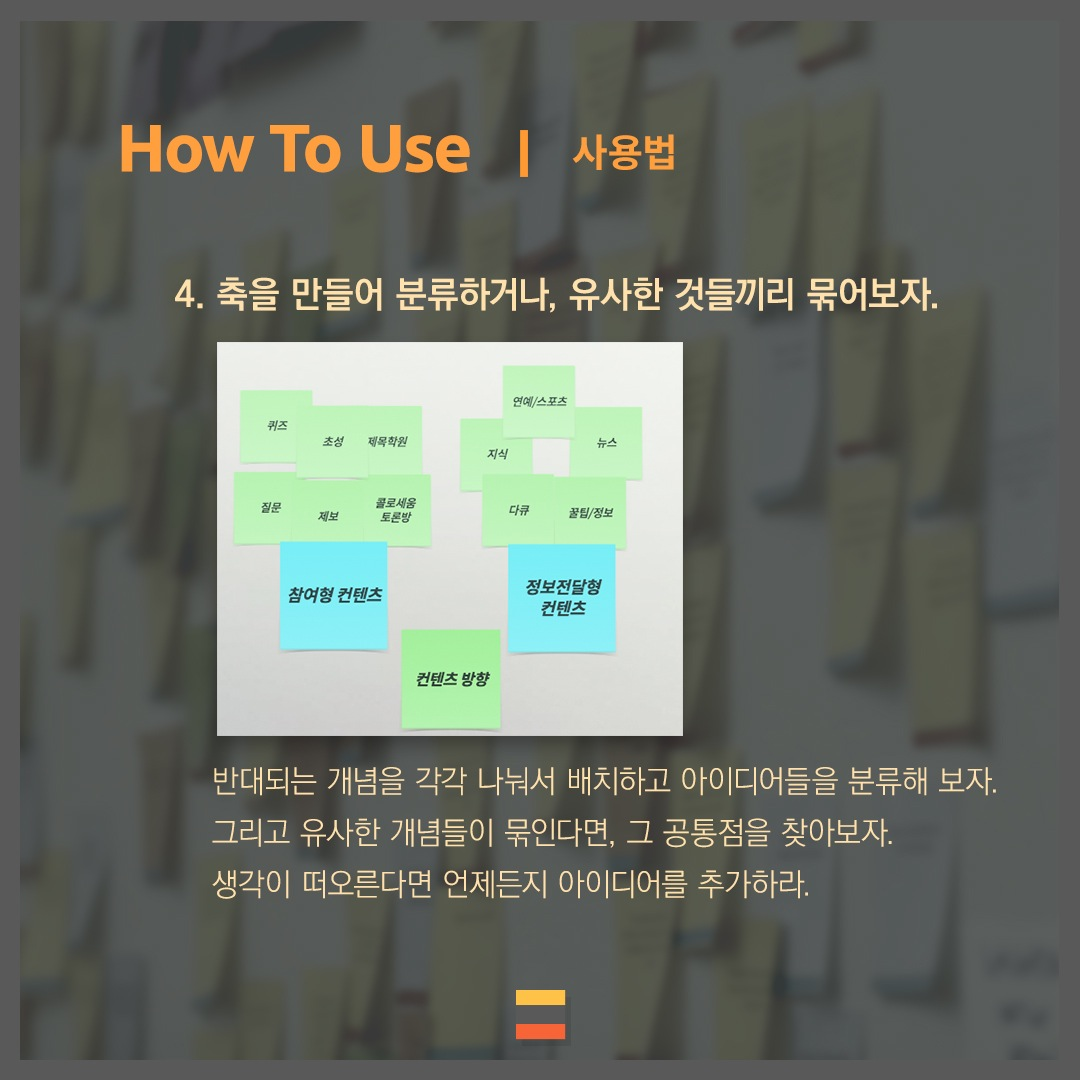 How To Use | 사용법
4. 축을 만들어 분류하거나, 유사한 것들끼리 묶어보자.
퀴즈
초성
제목학원
질문
제보
콜로세움
토론방
참여형 컨텐츠
연예/스포츠
지식
뉴스
다큐
꿀팁/정보
정보전달형
컨텐츠
컨텐츠 방향
반대되는 개념을 각각 나눠서 배치하고 아이디어들을 분류해 보자.
그리고 유사한 개념들이 묶인다면, 그 공통점을 찾아보자.
생각이 떠오른다면 언제든지 아이디어를 추가하라.